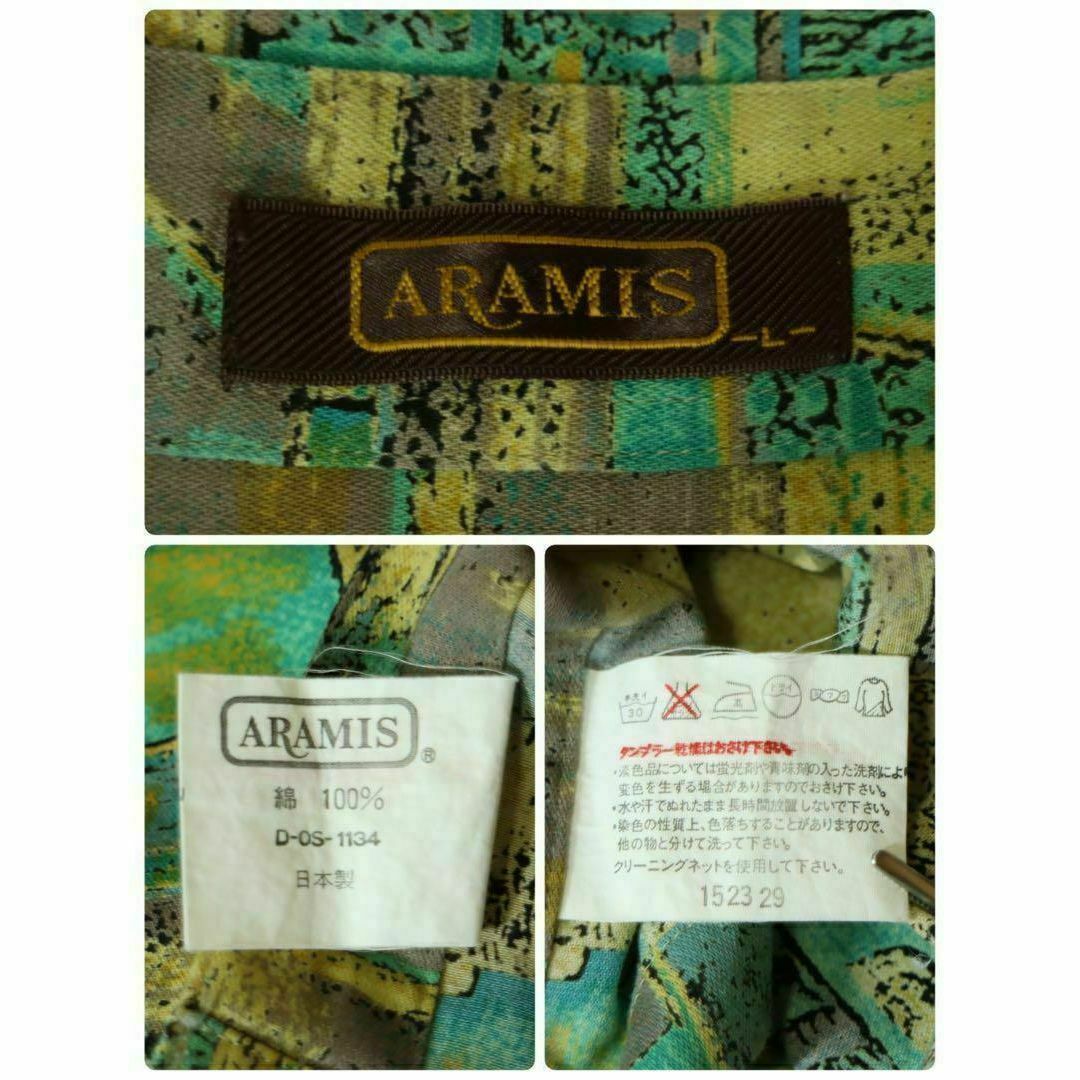 ARAMIS
-L-
ARAMIS®
綿 100%
D-OS-1134
日本製
30 ドライ
タンブラー乾燥はおさけ下さい。
・淡色品については蛍光剤や青味剤の入った洗剤により
変色を生ずる場合がありますのでおさけ下さい。
・水や汗でぬれたまま長時間放置しないで下さい。
・染色の性質上、色落ちすることがありますので、
他の物と分けて洗って下さい。
クリーニングネットを使用して下さい。
1523 29